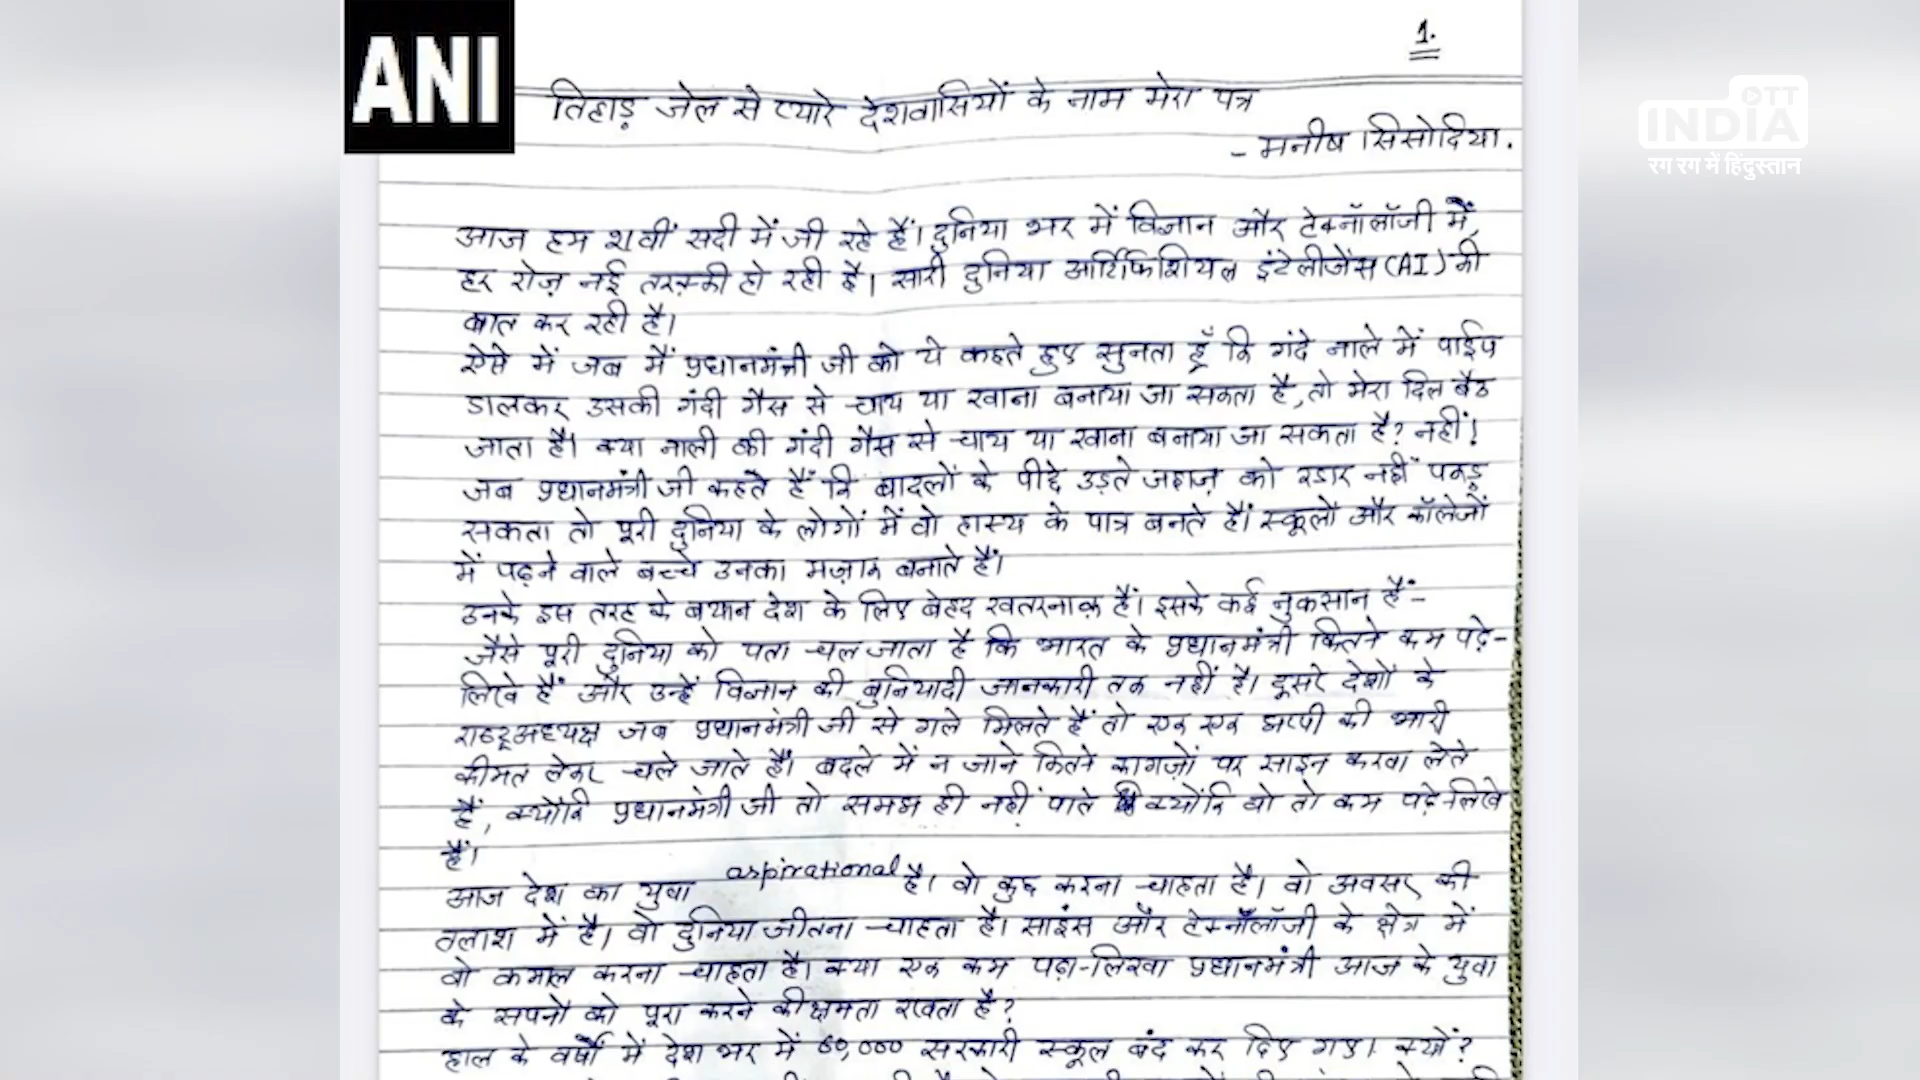 ANI
1.
OTT
INDIA
रग रग में हिंदुस्तान
तिहाड़ जेल से प्यारे देशवासियों के नाम मेरा पत्र
- मनीष सिसोदिया.
आज हम 21वीं सदी में जी रहे हैं। दुनिया भर में विज्ञान और टेक्नॉलॉजी में,
हर रोज़ नई तरक़्की हो रही है। सारी दुनिया आर्टिफिशियल इंटेलीजेंस (AI) की
बात कर रही है।
ऐसे में जब मैं प्रधानमंत्री जी को ये कहते हुए सुनता हूँ कि गंदे नाले में पाईप
डालकर उसकी गंदी गैस से चाय या खाना बनाया जा सकता है, तो मेरा दिल बैठ
जाता है। क्या नाली की गंदी गैस से चाय या खाना बनाया जा सकता है? नहीं!
जब प्रधानमंत्री जी कहते हैं कि बादलों के पीछे उड़ते जहाज़ को रडार नहीं पकड़
सकता तो पूरी दुनिया के लोगों में वो हास्य के पात्र बनते हैं। स्कूलों और कॉलेजों
में पढ़ने वाले बच्चे उनका मज़ाक बनाते हैं।
उनके इस तरह के बयान देश के लिए बेहद खतरनाक़ हैं। इसके कई नुकसान हैं-
जैसे पूरी दुनिया को पता चल जाता है कि भारत के प्रधानमंत्री कितने कम पढ़े-
लिखे हैं और उन्हें विज्ञान की बुनियादी जानकारी तक नहीं है। दूसरे देशों के
राष्ट्रअध्यक्ष जब प्रधानमंत्री जी से गले मिलते हैं तो एक एक झप्पी की भारी
कीमत लेकर चले जाते हैं। बदले में न जाने कितने कागज़ों पर साइन करवा लेते
हैं, क्योंकि प्रधानमंत्री जी तो समझ ही नहीं पाते क्योंकि वो तो कम पढ़े-लिखे
हैं।
आज देश का युवा aspirational है। वो कुछ करना चाहता है। वो अवसर की
तलाश में है। वो दुनिया जीतना चाहता है। साइंस और टेक्नॉलॉजी के क्षेत्र में
वो कमाल करना चाहता है। क्या एक कम पढ़ा-लिखा प्रधानमंत्री आज के युवा
के सपनों को पूरा करने की क्षमता रखता है?
हाल के वर्षों में देश भर में 60,000 सरकारी स्कूल बंद कर दिए गए। क्यों?